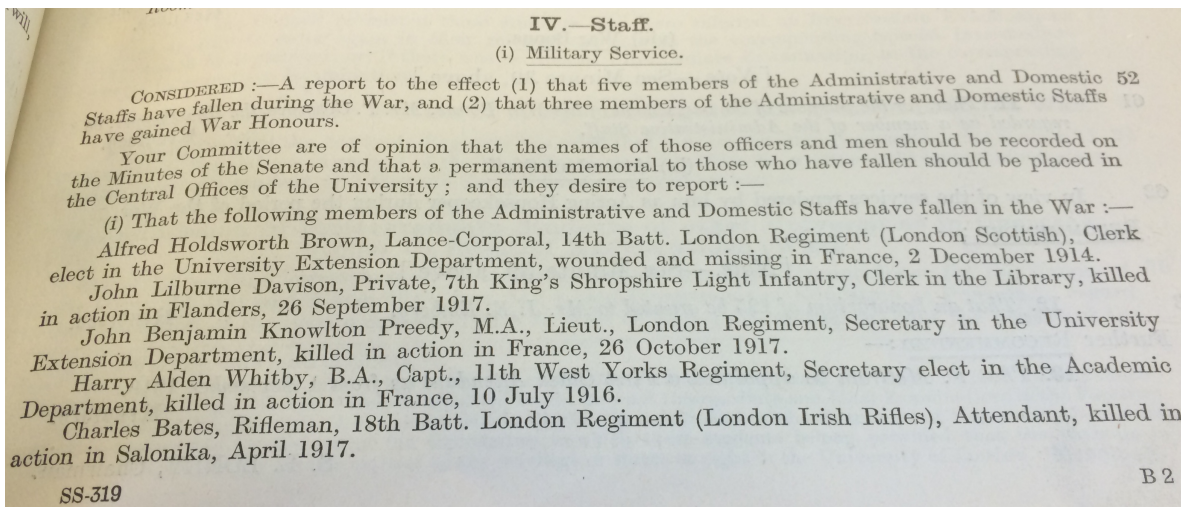 will,
IV.—Staff.
(i) Military Service.
CONSIDERED :—A report to the effect (1) that five members of the Administrative and Domestic 52
Staffs have fallen during the War, and (2) that three members of the Administrative and Domestic Staffs
have gained War Honours.
Your Committee are of opinion that the names of those officers and men should be recorded on
the Minutes of the Senate and that a permanent memorial to those who have fallen should be placed in
the Central Offices of the University ; and they desire to report :—
(i) That the following members of the Administrative and Domestic Staffs have fallen in the War :—
Alfred Holdsworth Brown, Lance-Corporal, 14th Batt. London Regiment (London Scottish), Clerk
elect in the University Extension Department, wounded and missing in France, 2 December 1914.
John Lilburne Davison, Private, 7th King's Shropshire Light Infantry, Clerk in the Library, killed
in action in Flanders, 26 September 1917.
John Benjamin Knowlton Preedy, M.A., Lieut., London Regiment, Secretary in the University
Extension Department, killed in action in France, 26 October 1917.
Harry Alden Whitby, B.A., Capt., 11th West Yorks Regiment, Secretary elect in the Academic
Department, killed in action in France, 10 July 1916.
Charles Bates, Rifleman, 18th Batt. London Regiment (London Irish Rifles), Attendant, killed in
action in Salonika, April 1917.
SS-319
B 2